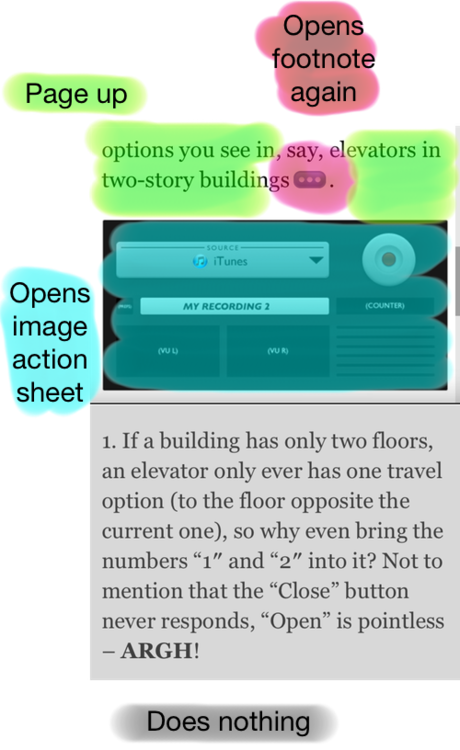 Opens
footnote
again
Page up
options you see in, say, elevators in
two-story buildings •••.
SOURCE
iTunes
MY RECORDING 2
(COUNTER)
(VU L)
(VU R)
Opens
image
action
sheet
1. If a building has only two floors,
an elevator only ever has one travel
option (to the floor opposite the
current one), so why even bring the
numbers “1″ and “2″ into it? Not to
mention that the “Close” button
never responds, “Open” is pointless
– ARGH!
Does nothing